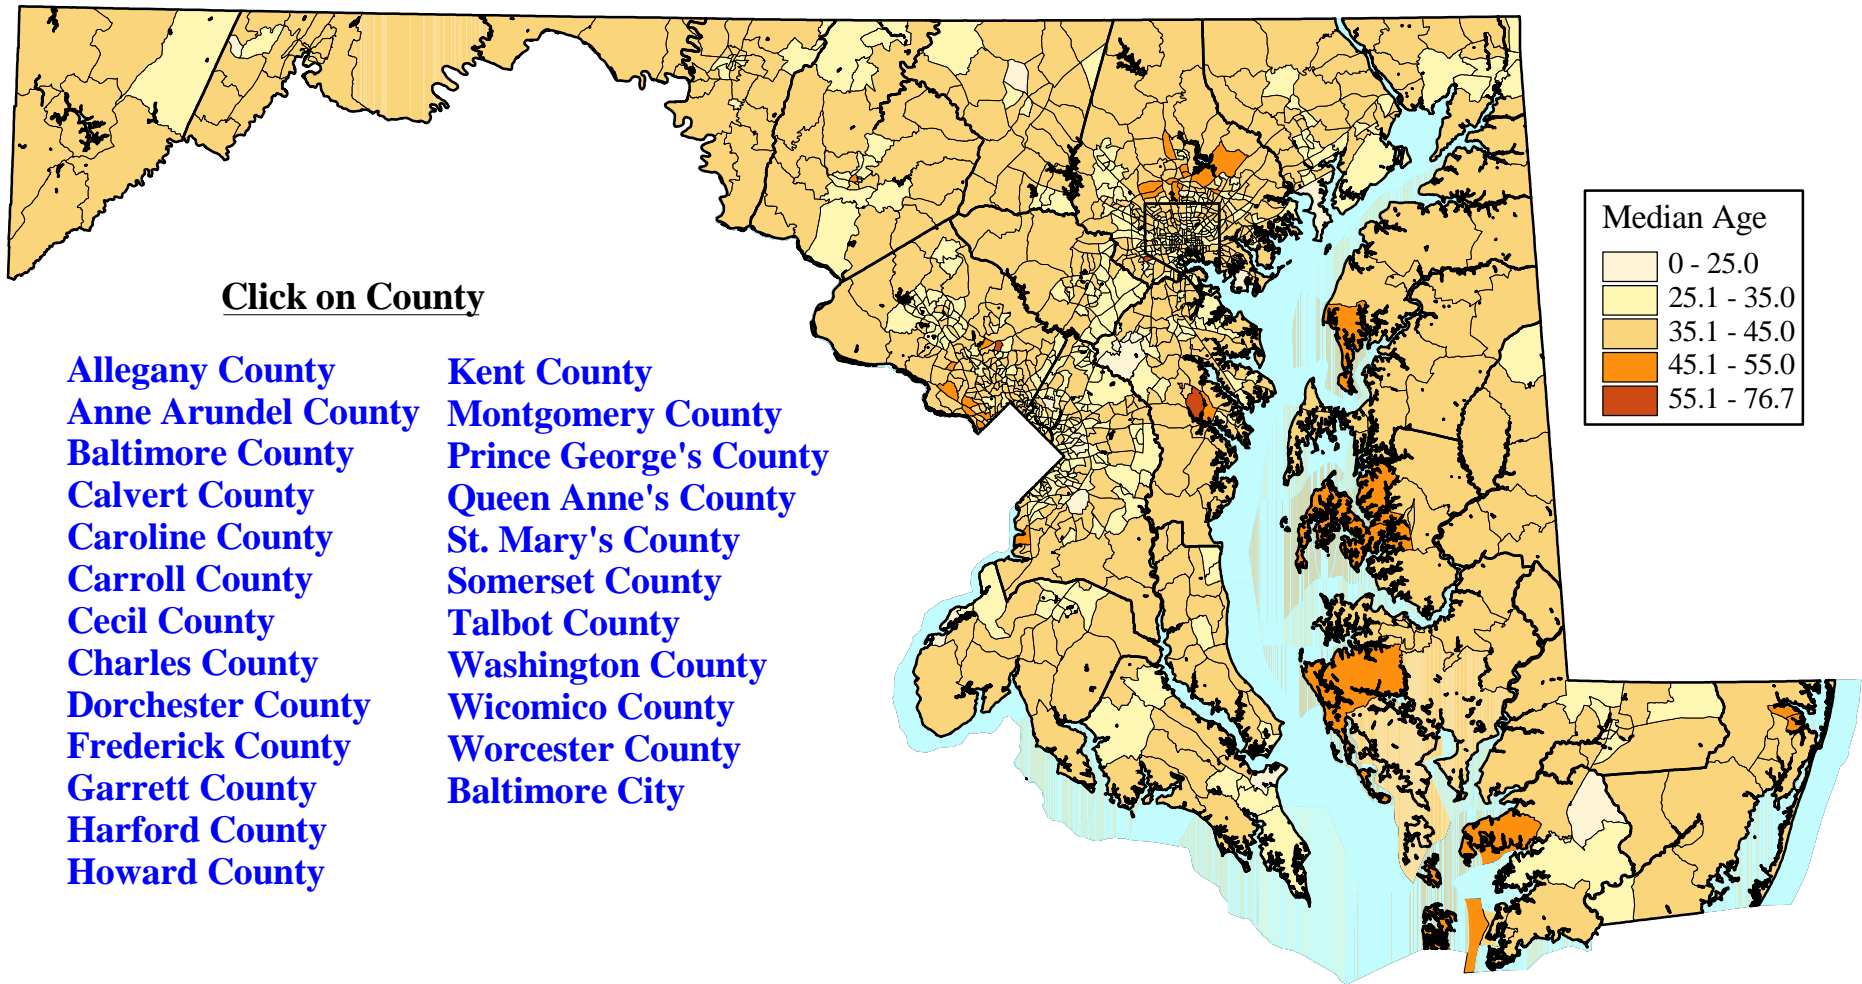 Click on County
Allegany County
Anne Arundel County
Baltimore County
Calvert County
Caroline County
Carroll County
Cecil County
Charles County
Dorchester County
Frederick County
Garrett County
Harford County
Howard County
Kent County
Montgomery County
Prince George's County
Queen Anne's County
St. Mary's County
Somerset County
Talbot County
Washington County
Wicomico County
Worcester County
Baltimore City
Median Age
0 - 25.0
25.1 - 35.0
35.1 - 45.0
45.1 - 55.0
55.1 - 76.7